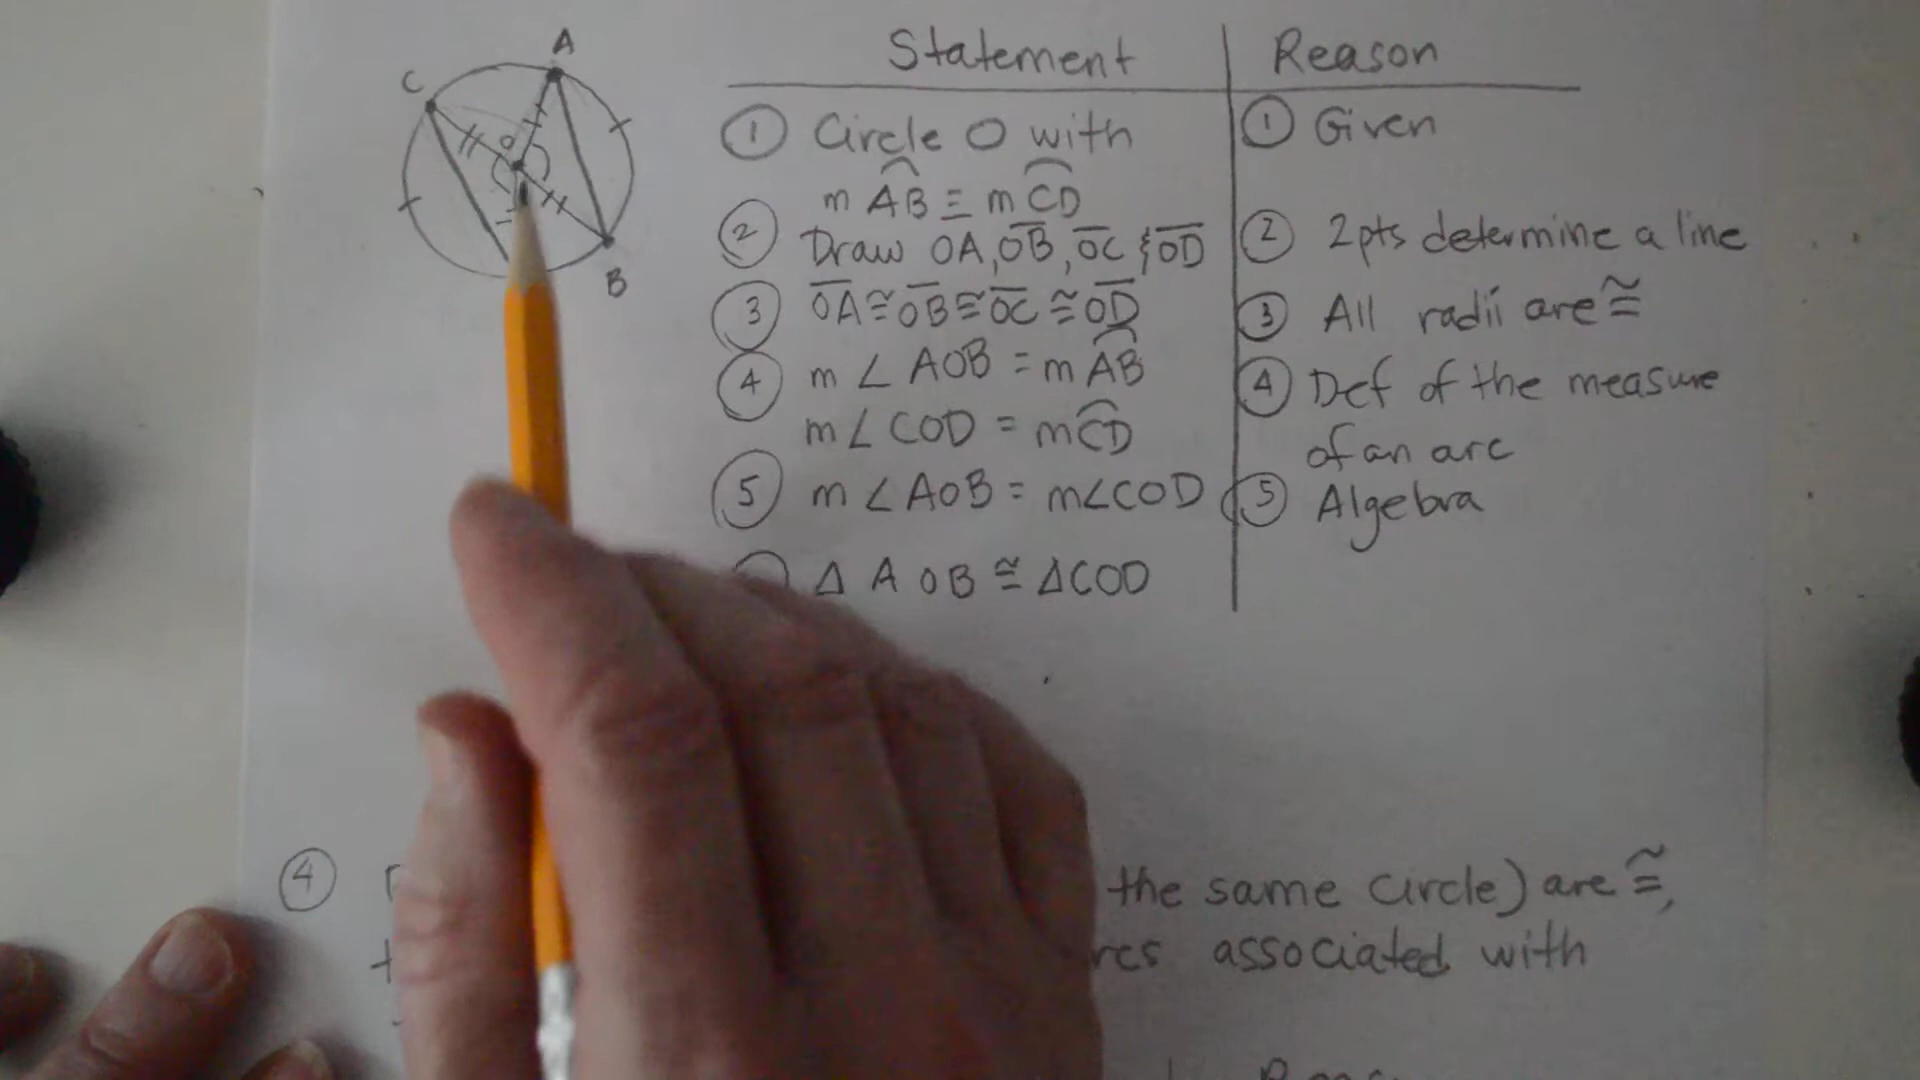 A
C
O
B
Statement
Reason
① Circle O with
① Given
m AB ≅ m CD
② Draw OA, OB, OC & OD
② 2pts determine a line
③ OA ≅ OB ≅ OC ≅ OD
③ All radii are ≅
④ m∠AOB = mAB
④ Def of the measure
m∠COD = mCD
of an arc
⑤ m∠AOB = m∠COD
⑤ Algebra
△AOB ≅ △COD
④
the same circle) are ≅,
associated with